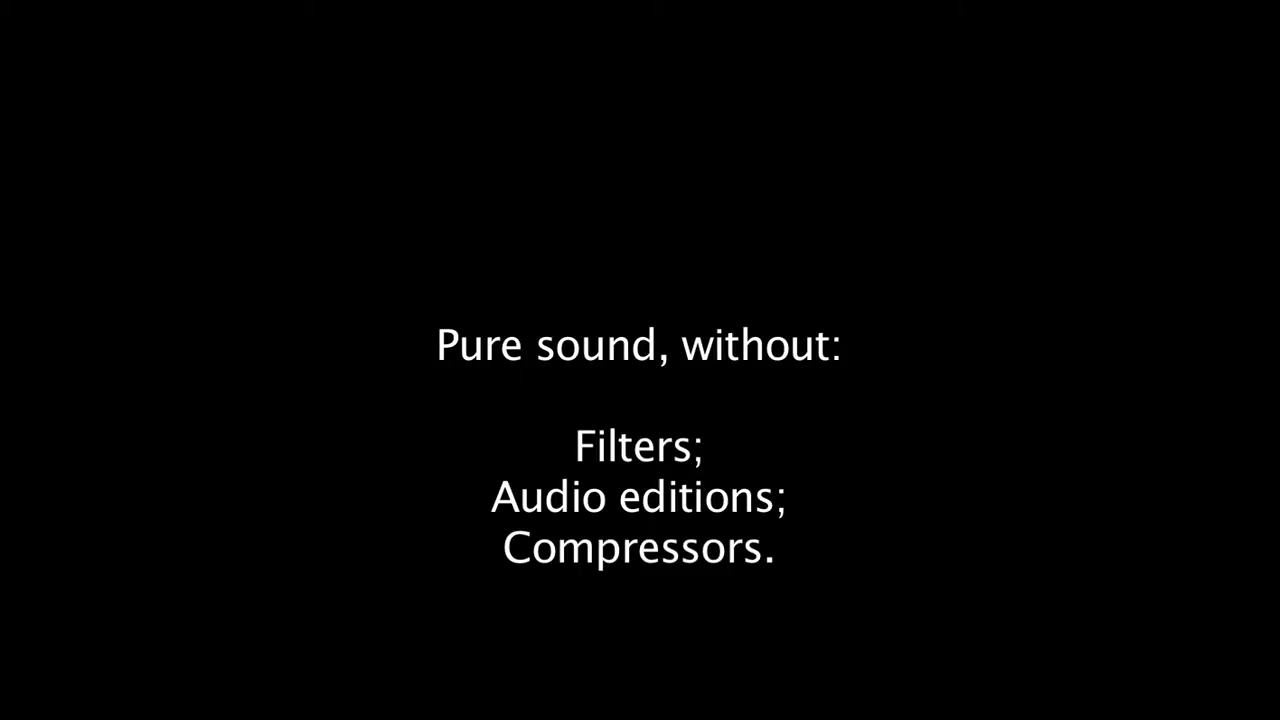 Pure sound, without:
Filters;
Audio editions;
Compressors.